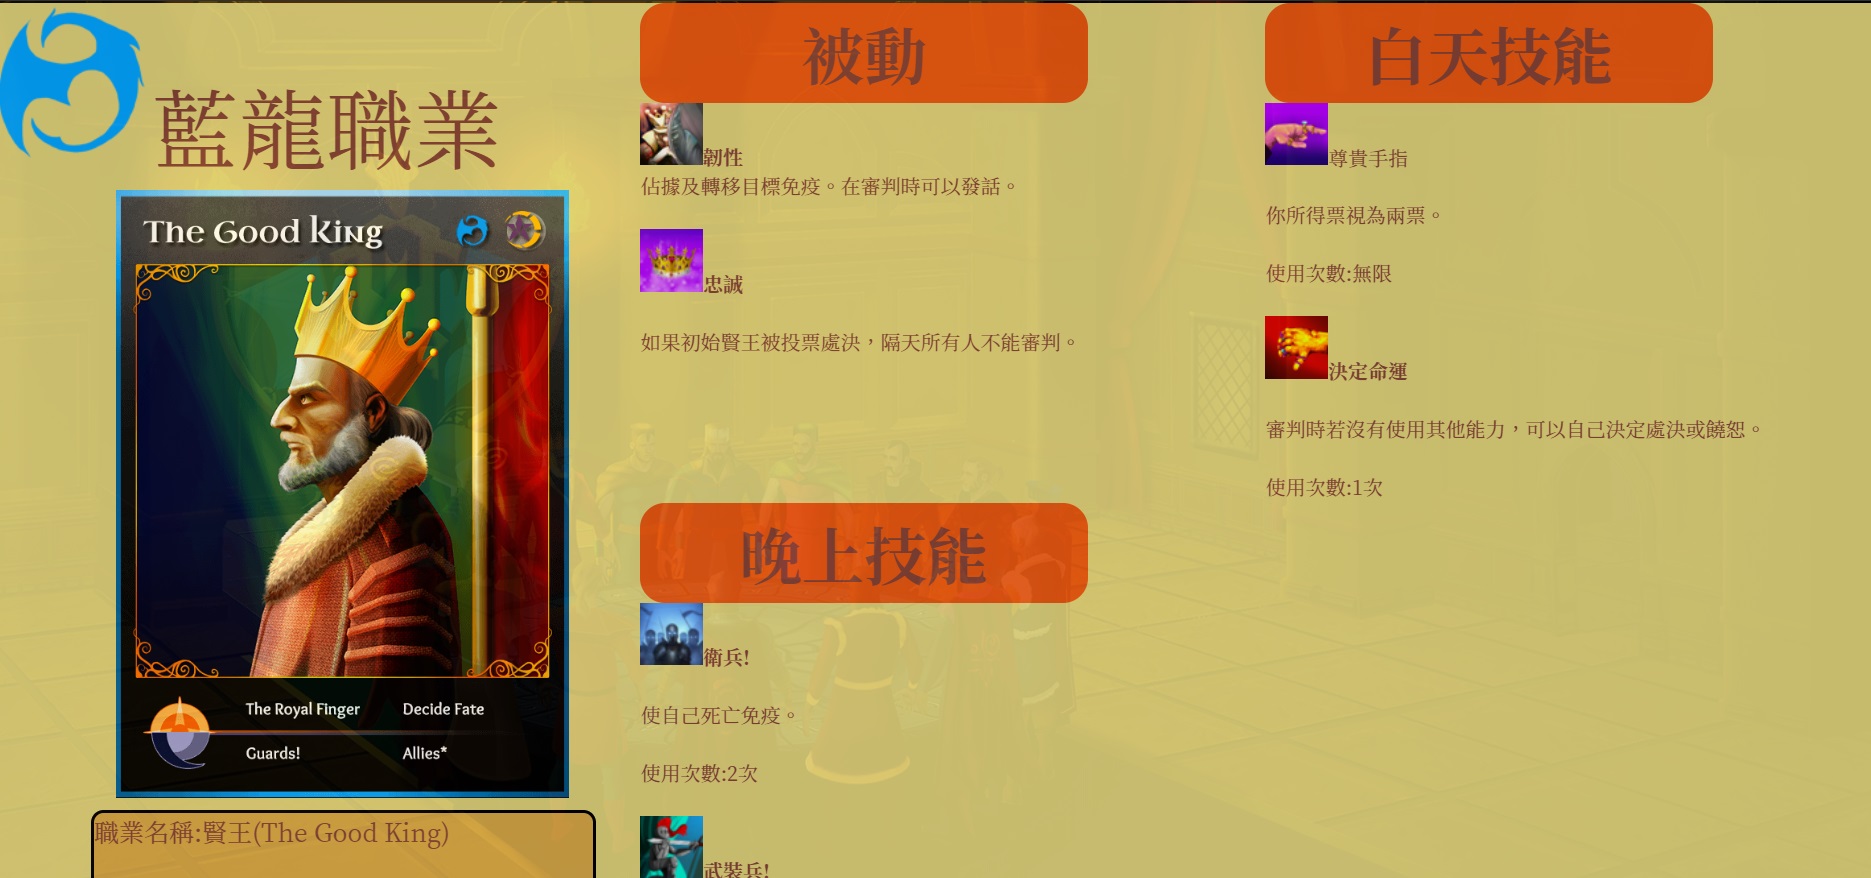 藍龍職業
The Good King
The Royal Finger
Decide Fate
Guards!
Allies*
職業名稱:賢王(The Good King)
被動
韌性
佔據及轉移目標免疫。在審判時可以發話。
忠誠
如果初始賢王被投票處決，隔天所有人不能審判。
晚上技能
衛兵!
使自己死亡免疫。
使用次數:2次
武裝兵!
白天技能
尊貴手指
你所得票視為兩票。
使用次數:無限
決定命運
審判時若沒有使用其他能力，可以自己決定處決或饒恕。
使用次數:1次